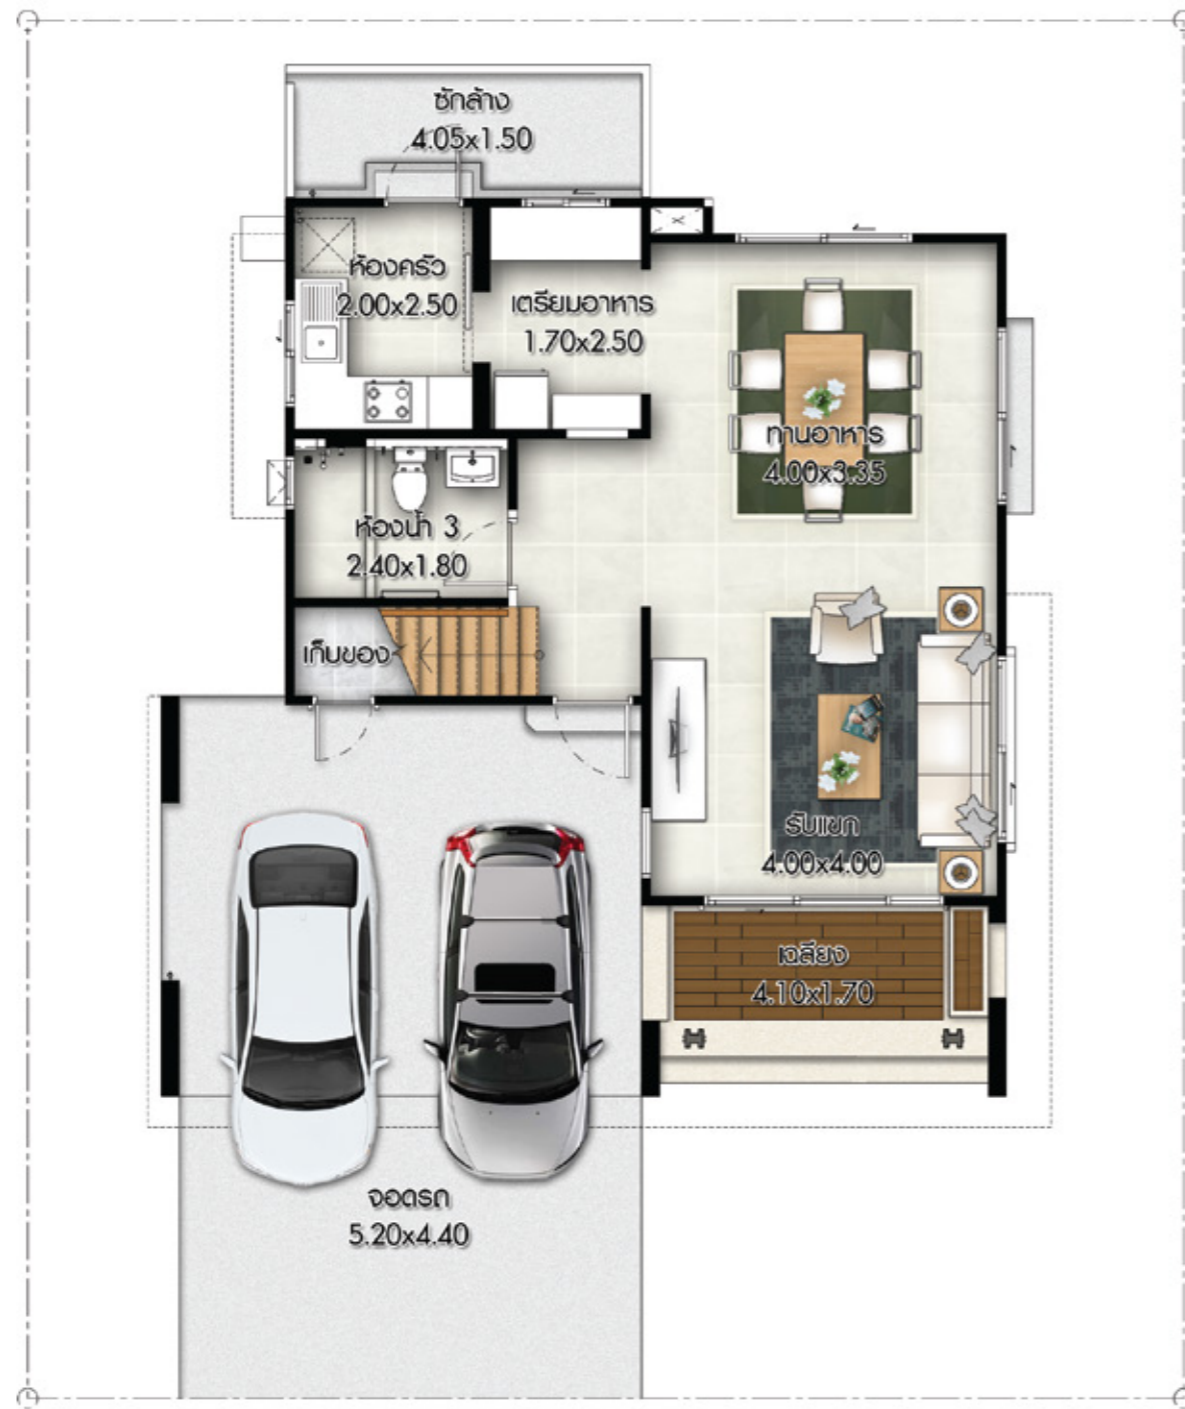 ซักล้าง
4.05x1.50
ห้องครัว
2.00x2.50
เตรียมอาหาร
1.70x2.50
ทานอาหาร
4.00x3.35
ห้องน้ำ 3
2.40x1.80
เก็บของ
รับแขก
4.00x4.00
เฉลียง
4.10x1.70
จอดรถ
5.20x4.40